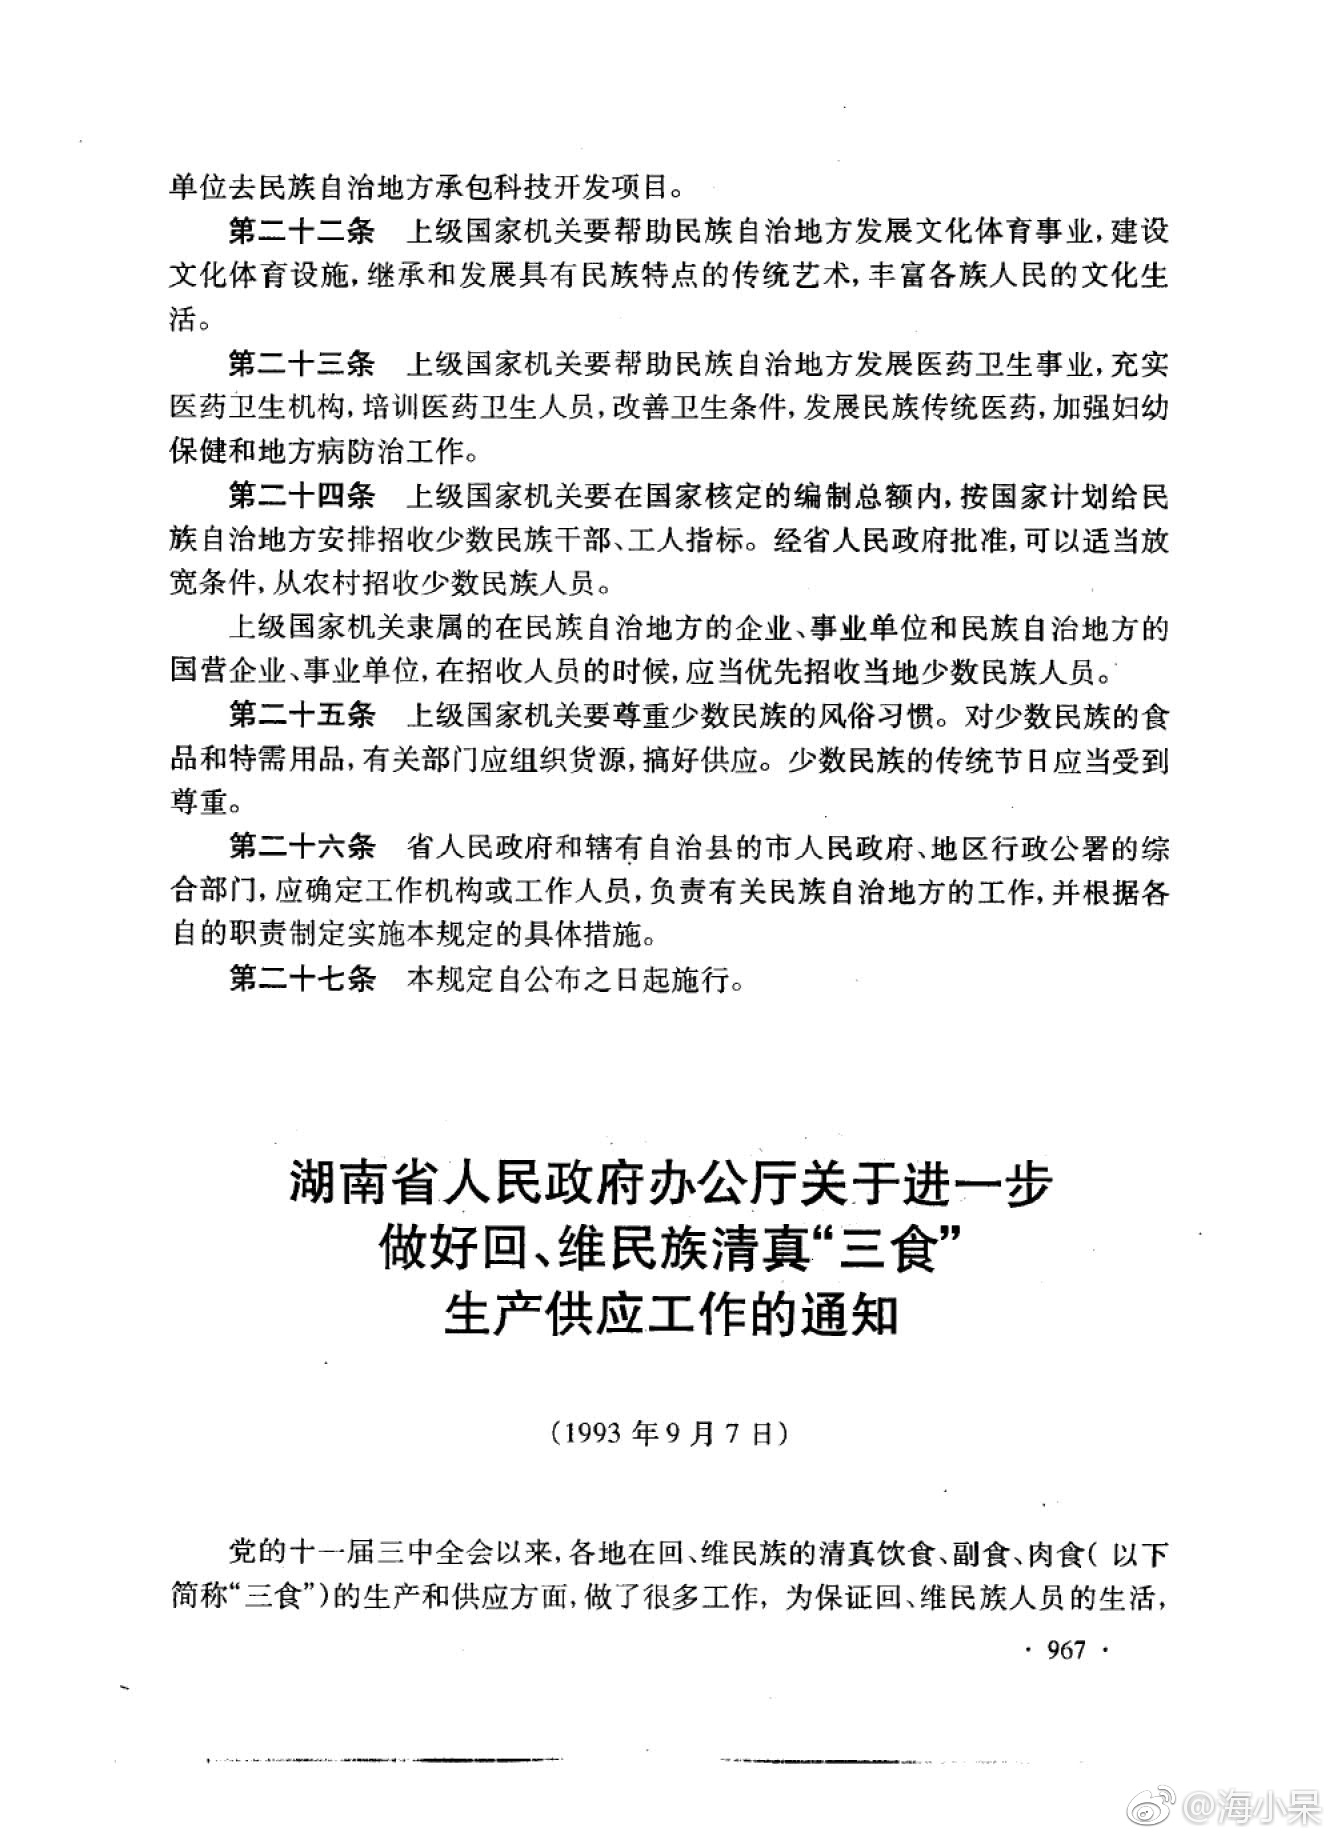 单位去民族自治地方承包科技开发项目。
第二十二条 上级国家机关要帮助民族自治地方发展文化体育事业,建设
文化体育设施,继承和发展具有民族特点的传统艺术,丰富各族人民的文化生
活。
第二十三条 上级国家机关要帮助民族自治地方发展医药卫生事业,充实
医药卫生机构,培训医药卫生人员,改善卫生条件,发展民族传统医药,加强妇幼
保健和地方病防治工作。
第二十四条 上级国家机关要在国家核定的编制总额内,按国家计划给民
族自治地方安排招收少数民族干部、工人指标。经省人民政府批准,可以适当放
宽条件,从农村招收少数民族人员。
上级国家机关隶属的在民族自治地方的企业、事业单位和民族自治地方的
国营企业、事业单位,在招收人员的时候,应当优先招收当地少数民族人员。
第二十五条 上级国家机关要尊重少数民族的风俗习惯。对少数民族的食
品和特需用品,有关部门应组织货源,搞好供应。少数民族的传统节日应当受到
尊重。
第二十六条 省人民政府和辖有自治县的市人民政府、地区行政公署的综
合部门,应确定工作机构或工作人员,负责有关民族自治地方的工作,并根据各
自的职责制定实施本规定的具体措施。
第二十七条 本规定自公布之日起施行。
湖南省人民政府办公厅关于进一步
做好回、维民族清真“三食”
生产供应工作的通知
(1993年9月7日)
党的十一届三中全会以来,各地在回、维民族的清真饮食、副食、肉食(以下
简称“三食”)的生产和供应方面,做了很多工作,为保证回、维民族人员的生活,
· 967 ·
@海小呆